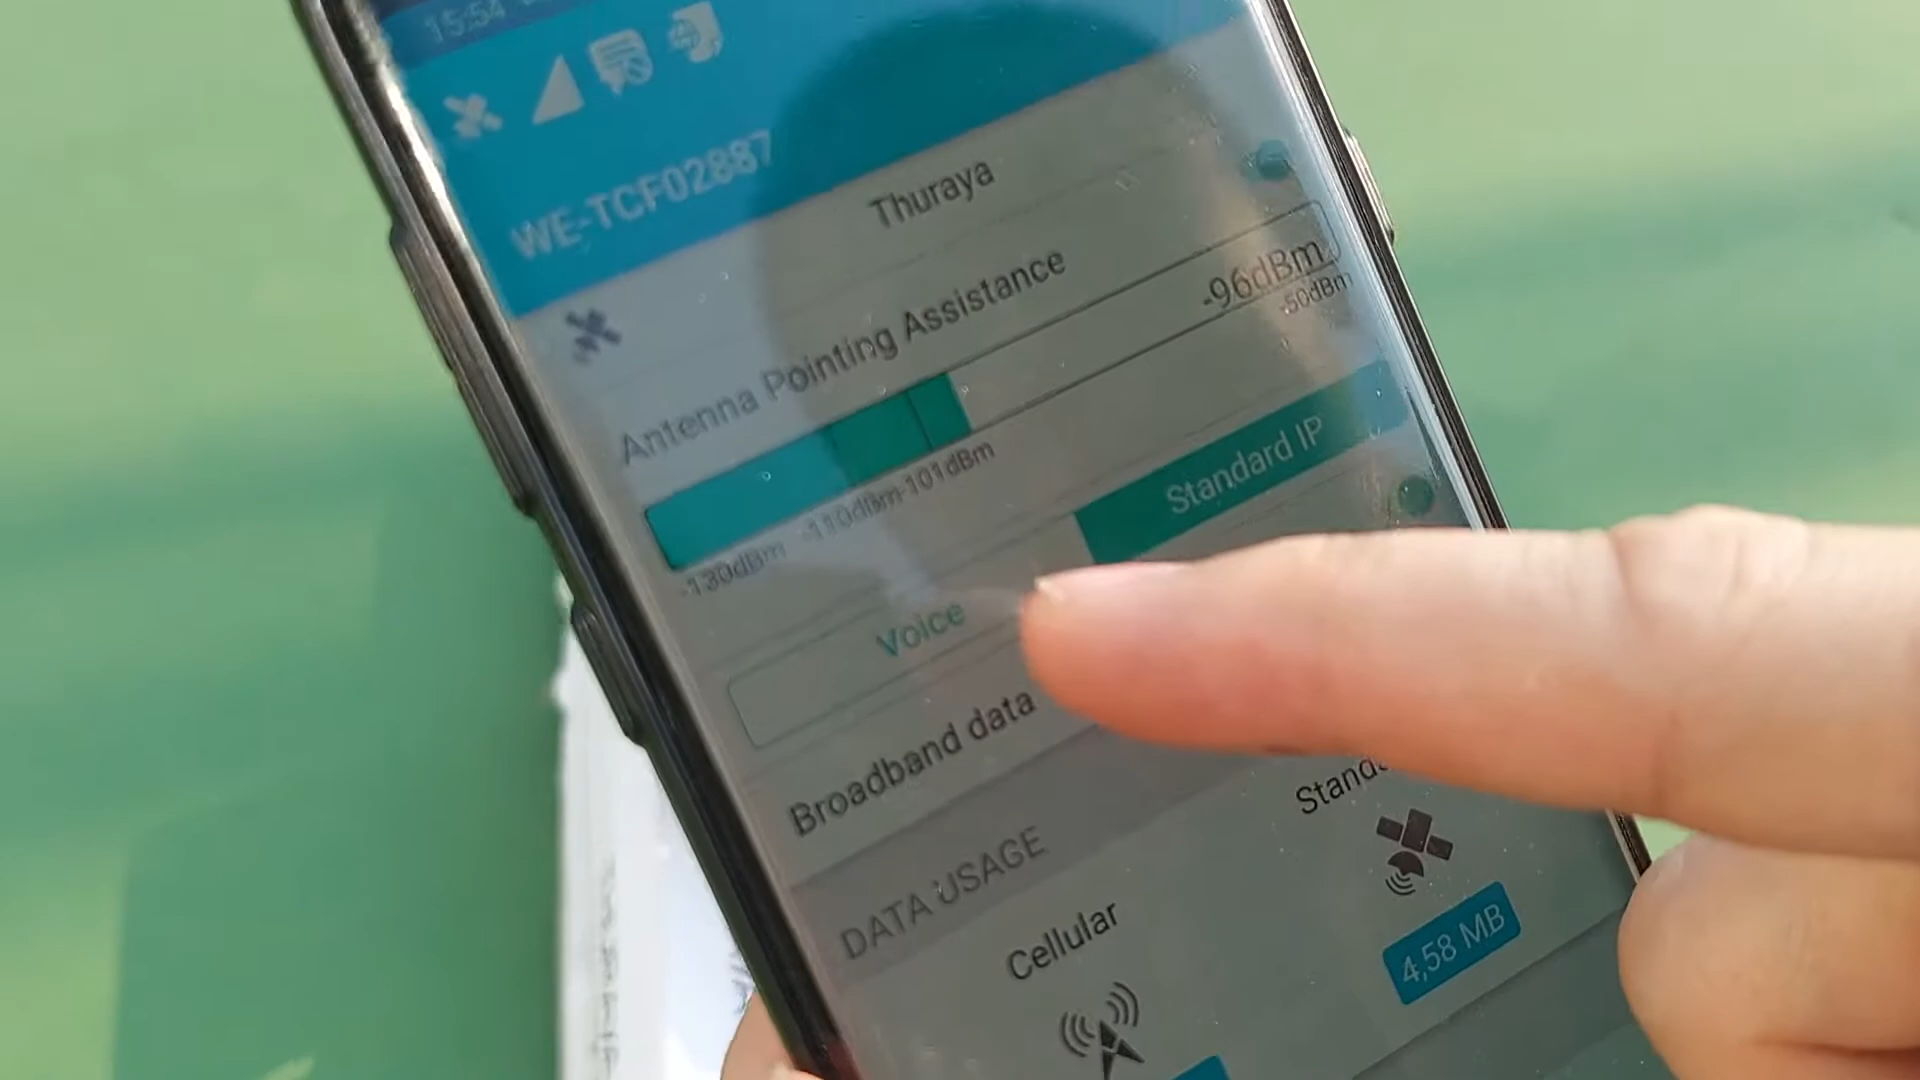 15:54
WE-TCF02887
Thuraya
Antenna Pointing Assistance
-96dBm
-50dBm
-130dBm -110dBm -101dBm
Voice
Standard IP
Broadband data
DATA USAGE
Cellular
4,58 MB